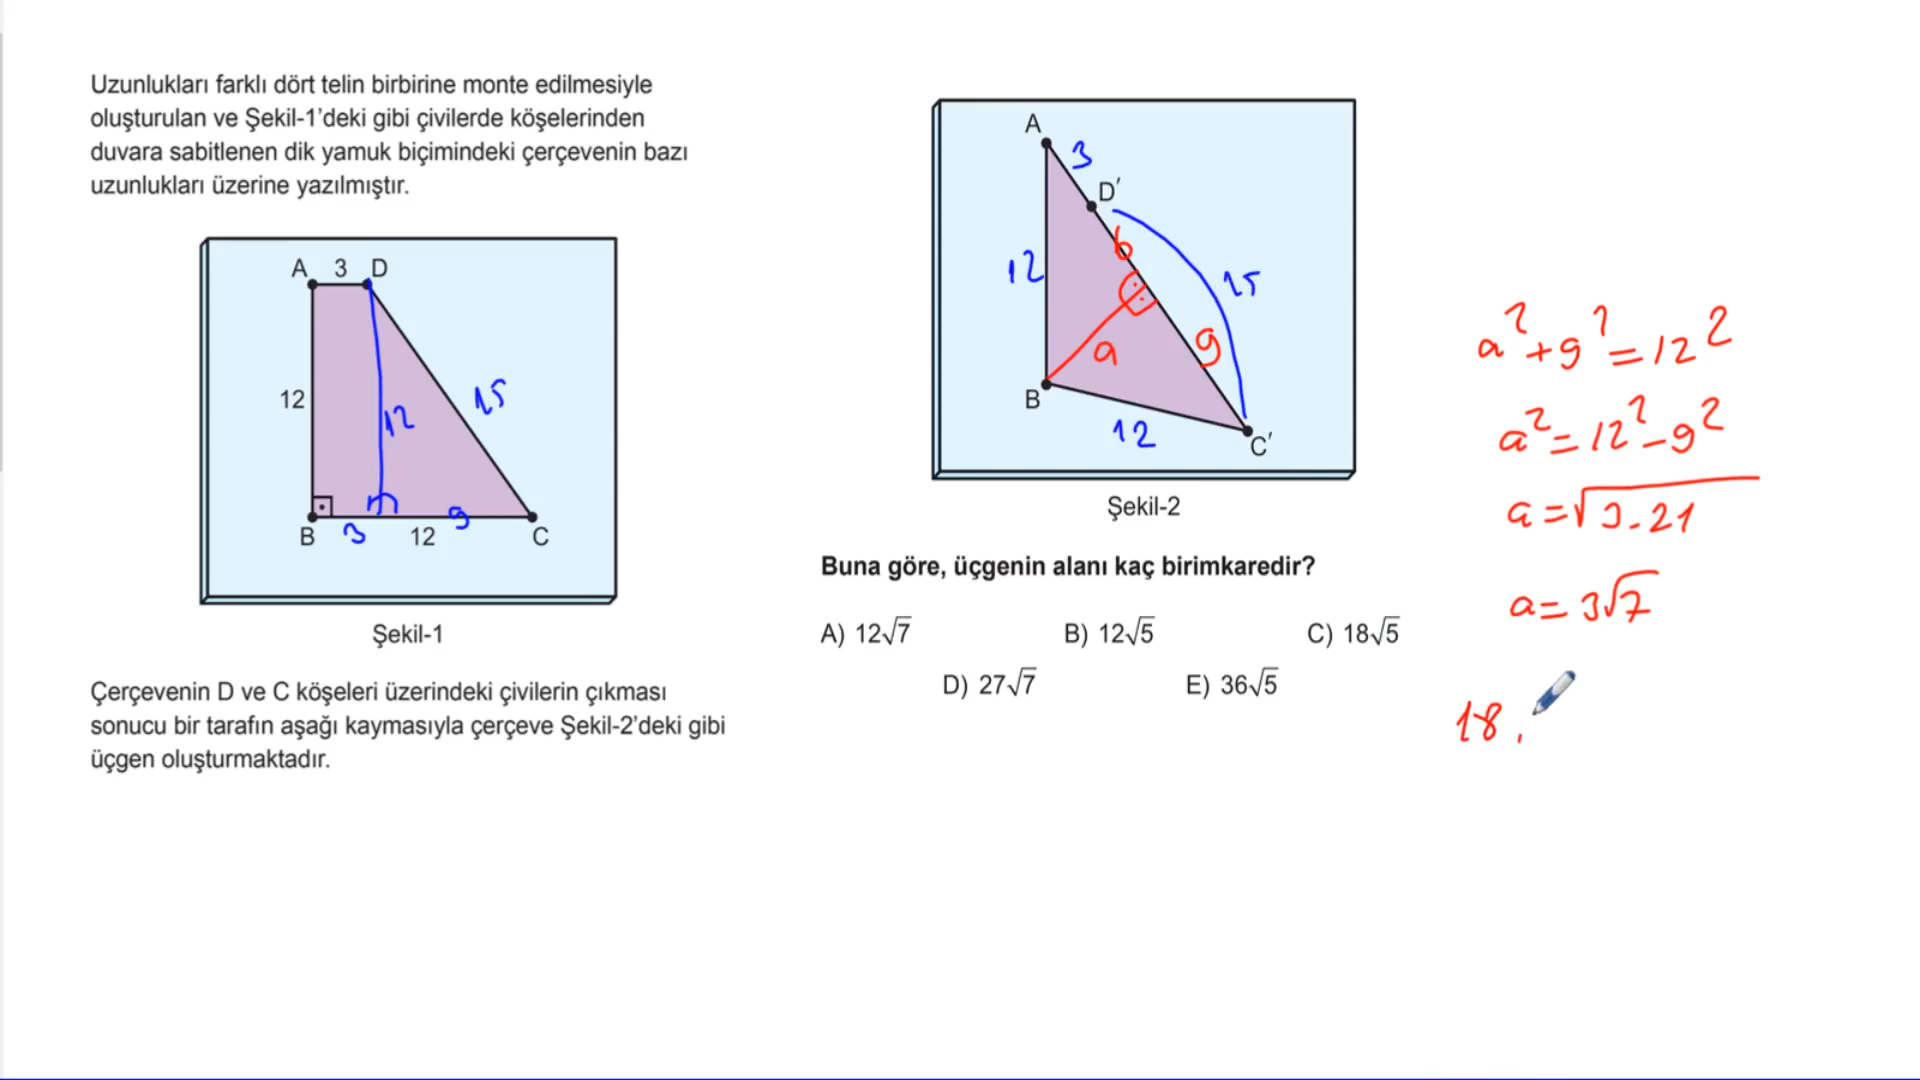 Uzunlukları farklı dört telin birbirine monte edilmesiyle
oluşturulan ve Şekil-1'deki gibi çivilerde köşelerinden
duvara sabitlenen dik yamuk biçimindeki çerçevenin bazı
uzunlukları üzerine yazılmıştır.
A 3 D
12
12
15
B 3 12 9 C
Şekil-1
Çerçevenin D ve C köşeleri üzerindeki çivilerin çıkması
sonucu bir tarafın aşağı kaymasıyla çerçeve Şekil-2'deki gibi
üçgen oluşturmaktadır.
A
3
D'
6
12
15
a
9
B
12
C'
Şekil-2
Buna göre, üçgenin alanı kaç birimkaredir?
A) 12√7 B) 12√5 C) 18√5
D) 27√7 E) 36√5
a² + 9² = 12²
a² = 12² - 9²
a = √3.21
a = 3√7
18 .